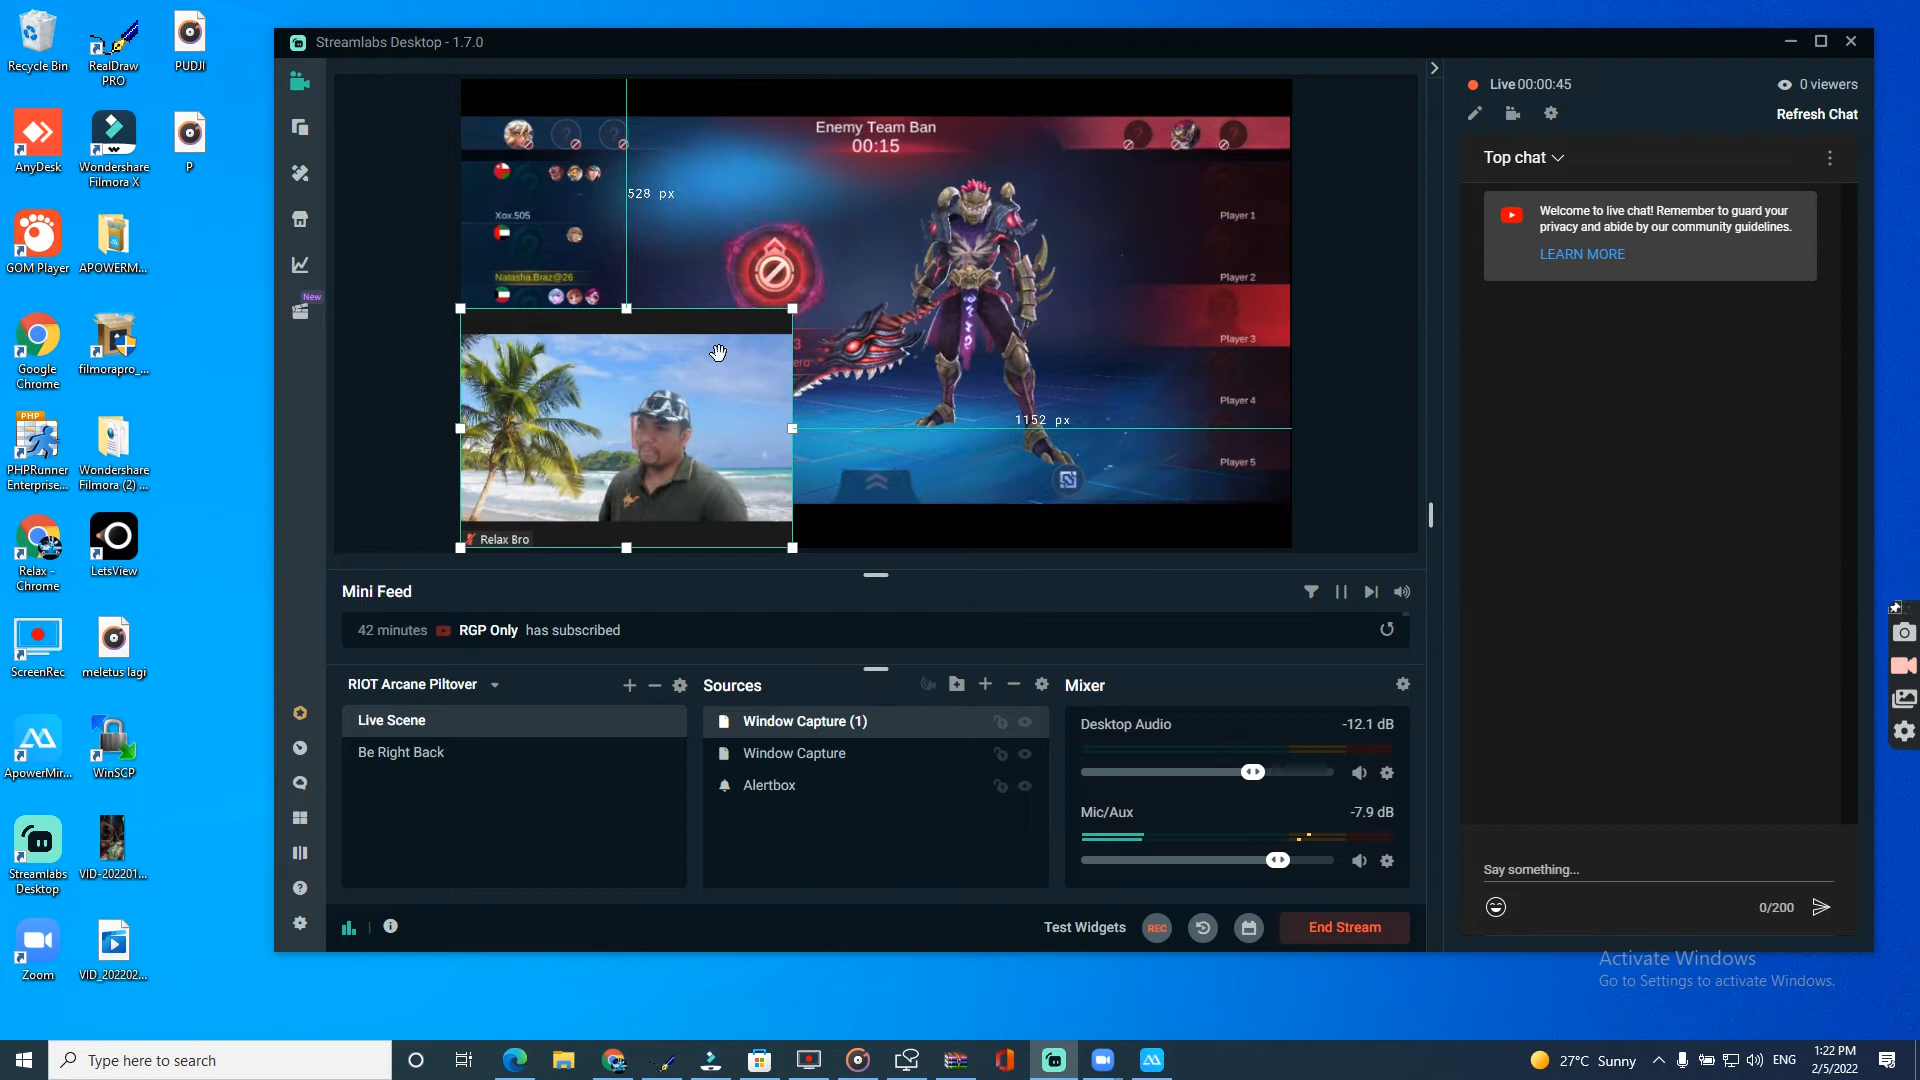 Recycle Bin
RealDraw
PRO
PUDJI
AnyDesk
Wondershare
Filmora X
P
GOM Player
APOWERM...
Google
Chrome
filmorapro_...
PHP
PHPRunner
Enterprise...
Wondershare
Filmora (2) ...
Relax -
Chrome
LetsView
ScreenRec
meletus lagi
ApowerMir...
WinSCP
Streamlabs
Desktop
VID-202201...
Zoom
VID_202202...
Streamlabs Desktop - 1.7.0
New
Enemy Team Ban
00:15
528 px
Xox.505
Natasha.Braz@26
Player 1
Player 2
Player 3
Player 4
Player 5
1152 px
Relax Bro
Mini Feed
42 minutes RGP Only has subscribed
RIOT Arcane Piltover
Live Scene
Be Right Back
Sources
Window Capture (1)
Window Capture
Alertbox
Mixer
Desktop Audio -12.1 dB
Mic/Aux -7.9 dB
Test Widgets
REC
End Stream
Live 00:00:45
0 viewers
Refresh Chat
Top chat
Welcome to live chat! Remember to guard your
privacy and abide by our community guidelines.
LEARN MORE
Say something...
0/200
Activate Windows
Go to Settings to activate Windows.
Type here to search
27°C Sunny
ENG
1:22 PM
2/5/2022